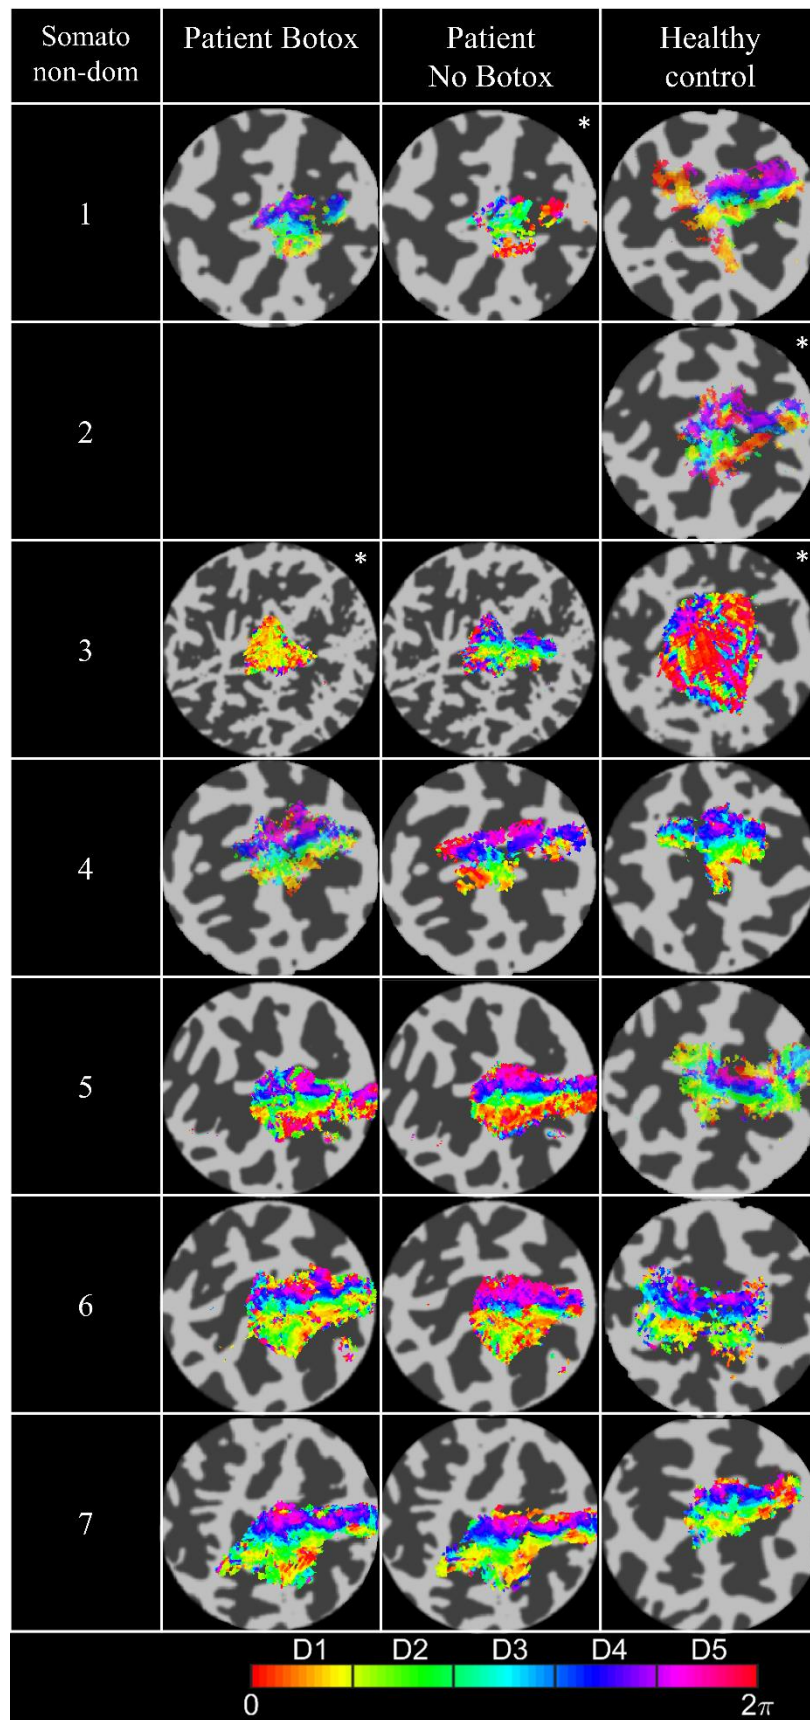 Somato
non-dom
Patient Botox
Patient
No Botox
Healthy
control
1
*
2
*
3
*
*
4
5
6
7
D1 D2 D3 D4 D5
0 2π